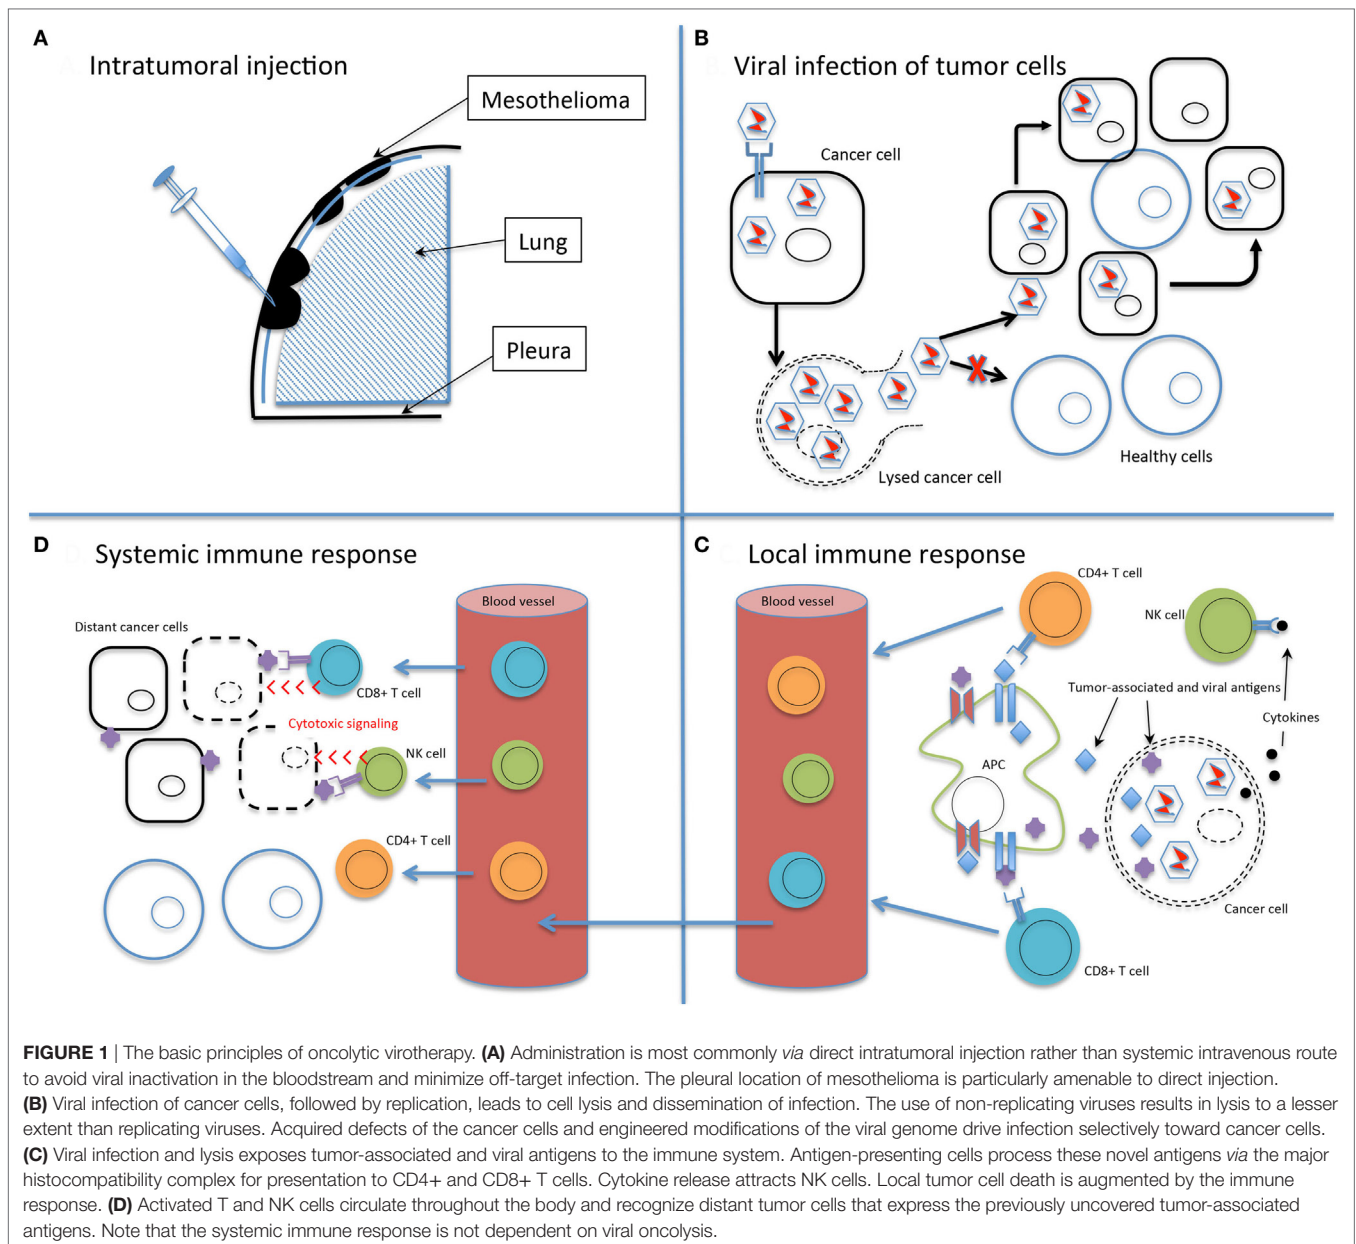 A
Intratumoral injection
Mesothelioma
Lung
Pleura
B
Viral infection of tumor cells
Cancer cell
Lysed cancer cell
Healthy cells
D
Systemic immune response
Blood vessel
Distant cancer cells
CD8+ T cell
Cytotoxic signaling
NK cell
CD4+ T cell
C
Local immune response
Blood vessel
CD4+ T cell
NK cell
Tumor-associated and viral antigens
Cytokines
APC
Cancer cell
CD8+ T cell
FIGURE 1 | The basic principles of oncolytic virotherapy. (A) Administration is most commonly via direct intratumoral injection rather than systemic intravenous route
to avoid viral inactivation in the bloodstream and minimize off-target infection. The pleural location of mesothelioma is particularly amenable to direct injection.
(B) Viral infection of cancer cells, followed by replication, leads to cell lysis and dissemination of infection. The use of non-replicating viruses results in lysis to a lesser
extent than replicating viruses. Acquired defects of the cancer cells and engineered modifications of the viral genome drive infection selectively toward cancer cells.
(C) Viral infection and lysis exposes tumor-associated and viral antigens to the immune system. Antigen-presenting cells process these novel antigens via the major
histocompatibility complex for presentation to CD4+ and CD8+ T cells. Cytokine release attracts NK cells. Local tumor cell death is augmented by the immune
response. (D) Activated T and NK cells circulate throughout the body and recognize distant tumor cells that express the previously uncovered tumor-associated
antigens. Note that the systemic immune response is not dependent on viral oncolysis.